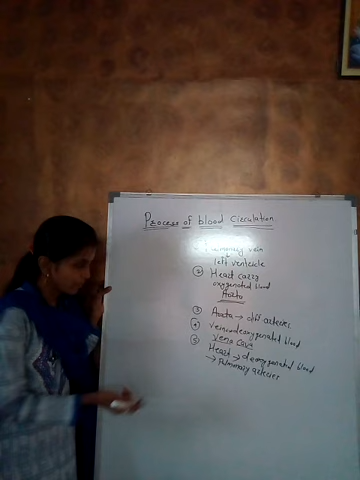 Process of blood circulation
Pulmonary vein
left ventricle
② Heart carry
oxygenated blood
Aorta
③ Aorta → diff arteries
④ vein → deoxygenated blood
⑤ Vena Cava
Heart → deoxygenated blood
→ Pulmonary arteries